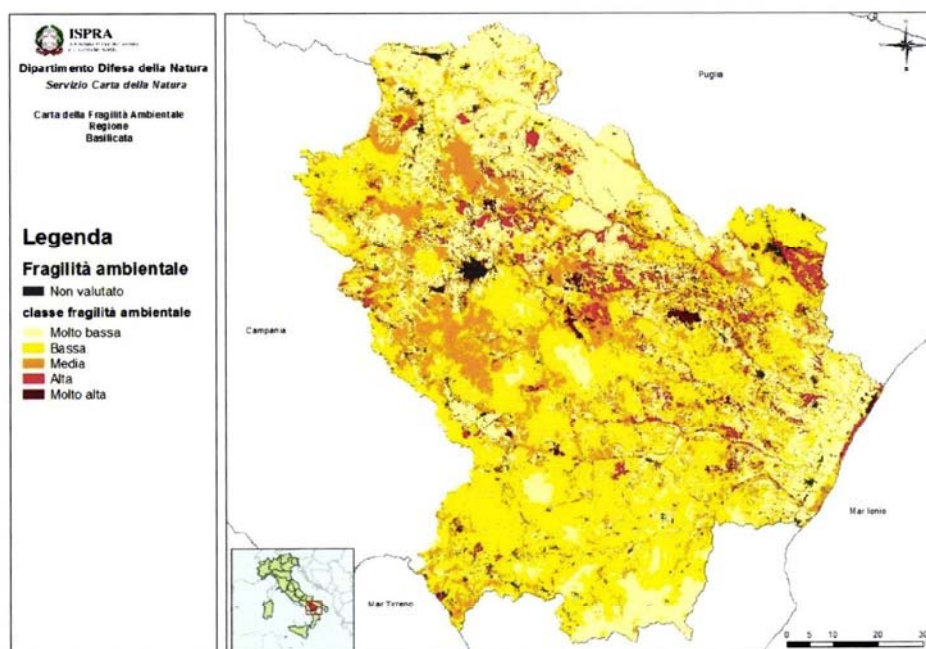 ISPRA
Dipartimento Difesa della Natura
Servizio Carta della Natura
Carta della Fragilità Ambientale
Regione
Basilicata
Legenda
Fragilità ambientale
Non valutato
classe fragilità ambientale
Molto bassa
Bassa
Media
Alta
Molto alta
Puglia
Campania
Mar Ionio
Mar Tirreno
0 5 10 20 30